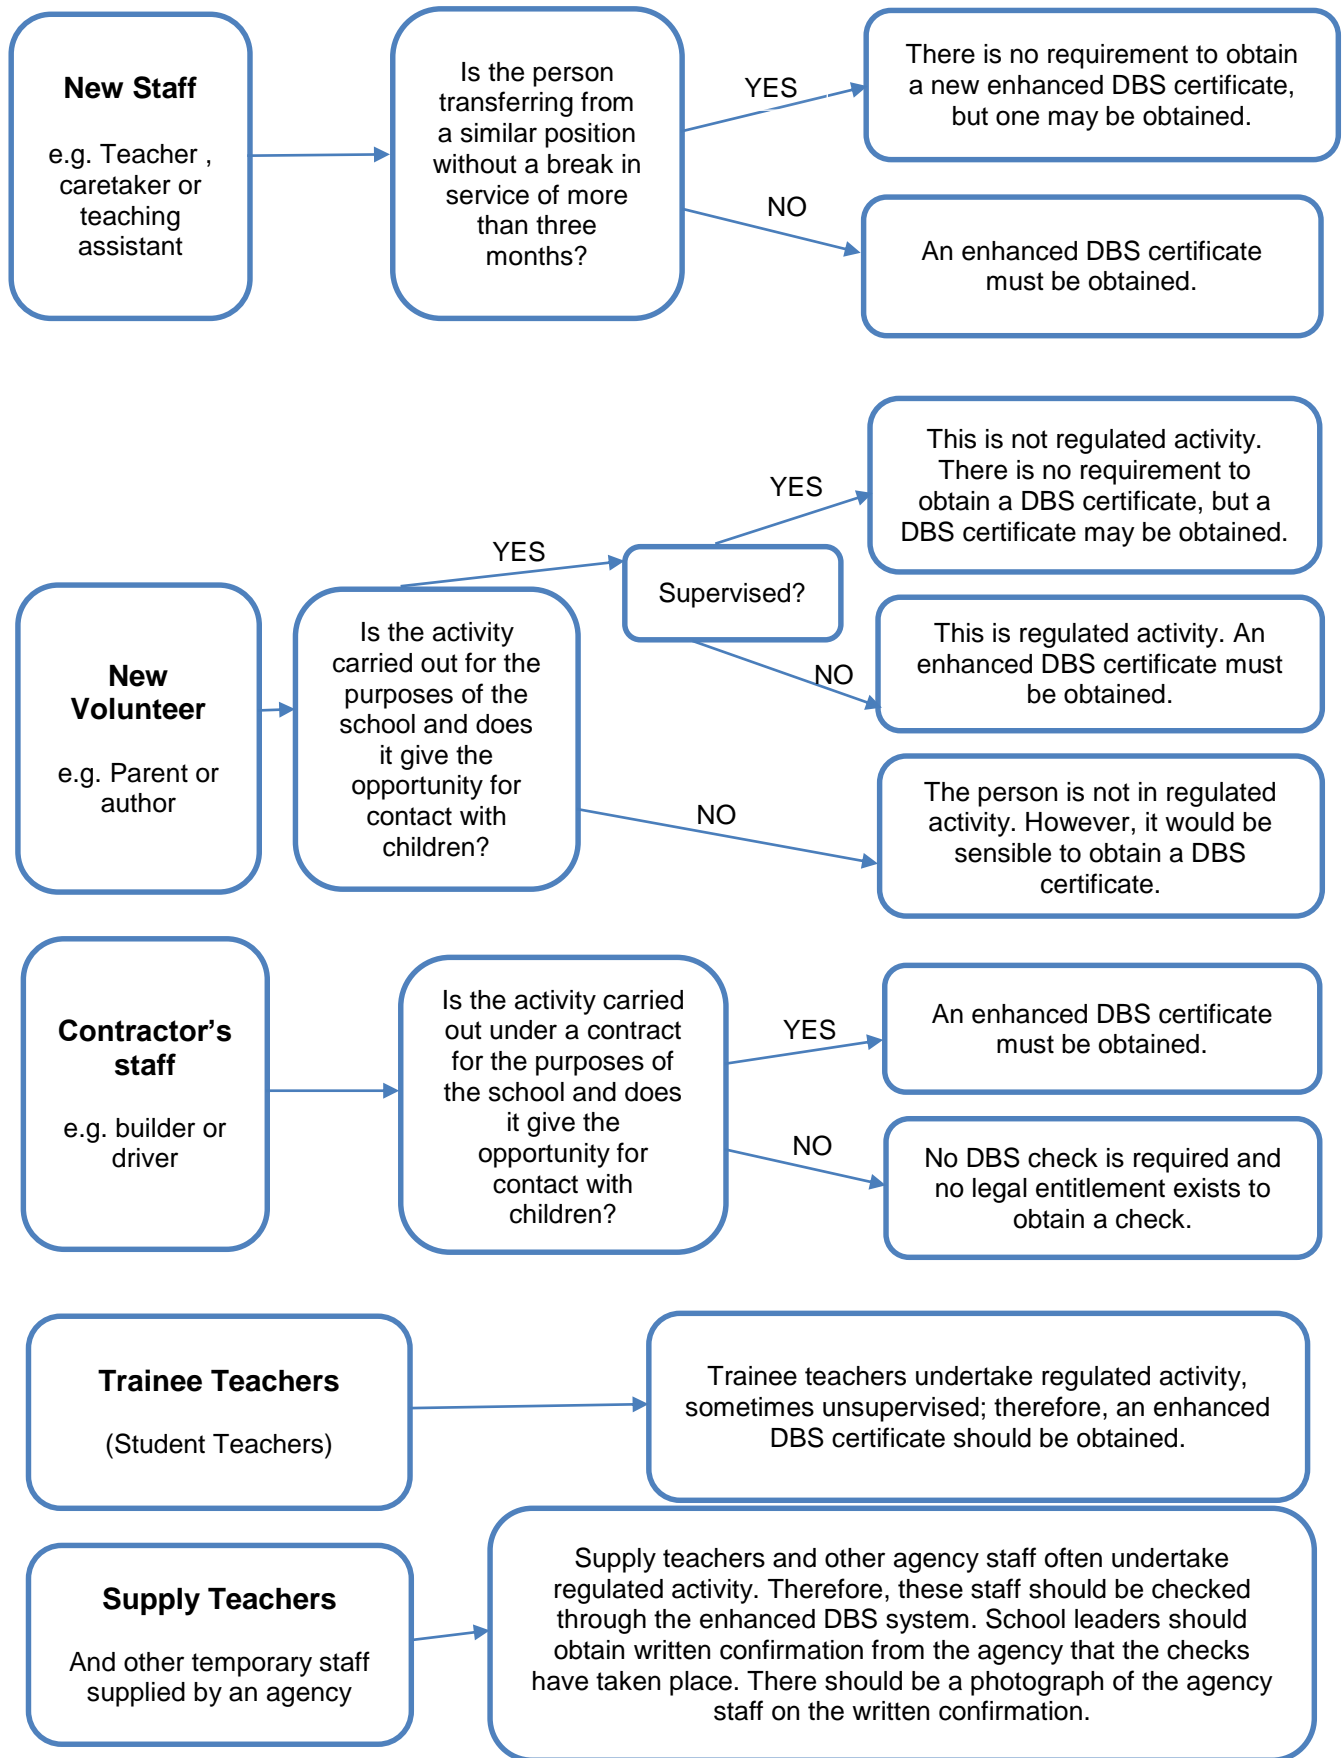 New Staff
e.g. Teacher ,
caretaker or
teaching
assistant
Is the person
transferring from
a similar position
without a break in
service of more
than three
months?
YES
There is no requirement to obtain
a new enhanced DBS certificate,
but one may be obtained.
NO
An enhanced DBS certificate
must be obtained.
New
Volunteer
e.g. Parent or
author
Is the activity
carried out for the
purposes of the
school and does
it give the
opportunity for
contact with
children?
YES
Supervised?
YES
This is not regulated activity.
There is no requirement to
obtain a DBS certificate, but a
DBS certificate may be obtained.
NO
This is regulated activity. An
enhanced DBS certificate must
be obtained.
NO
The person is not in regulated
activity. However, it would be
sensible to obtain a DBS
certificate.
Contractor’s
staff
e.g. builder or
driver
Is the activity carried
out under a contract
for the purposes of
the school and does
it give the
opportunity for
contact with
children?
YES
An enhanced DBS certificate
must be obtained.
NO
No DBS check is required and
no legal entitlement exists to
obtain a check.
Trainee Teachers
(Student Teachers)
Trainee teachers undertake regulated activity,
sometimes unsupervised; therefore, an enhanced
DBS certificate should be obtained.
Supply Teachers
And other temporary staff
supplied by an agency
Supply teachers and other agency staff often undertake
regulated activity. Therefore, these staff should be checked
through the enhanced DBS system. School leaders should
obtain written confirmation from the agency that the checks
have taken place. There should be a photograph of the agency
staff on the written confirmation.